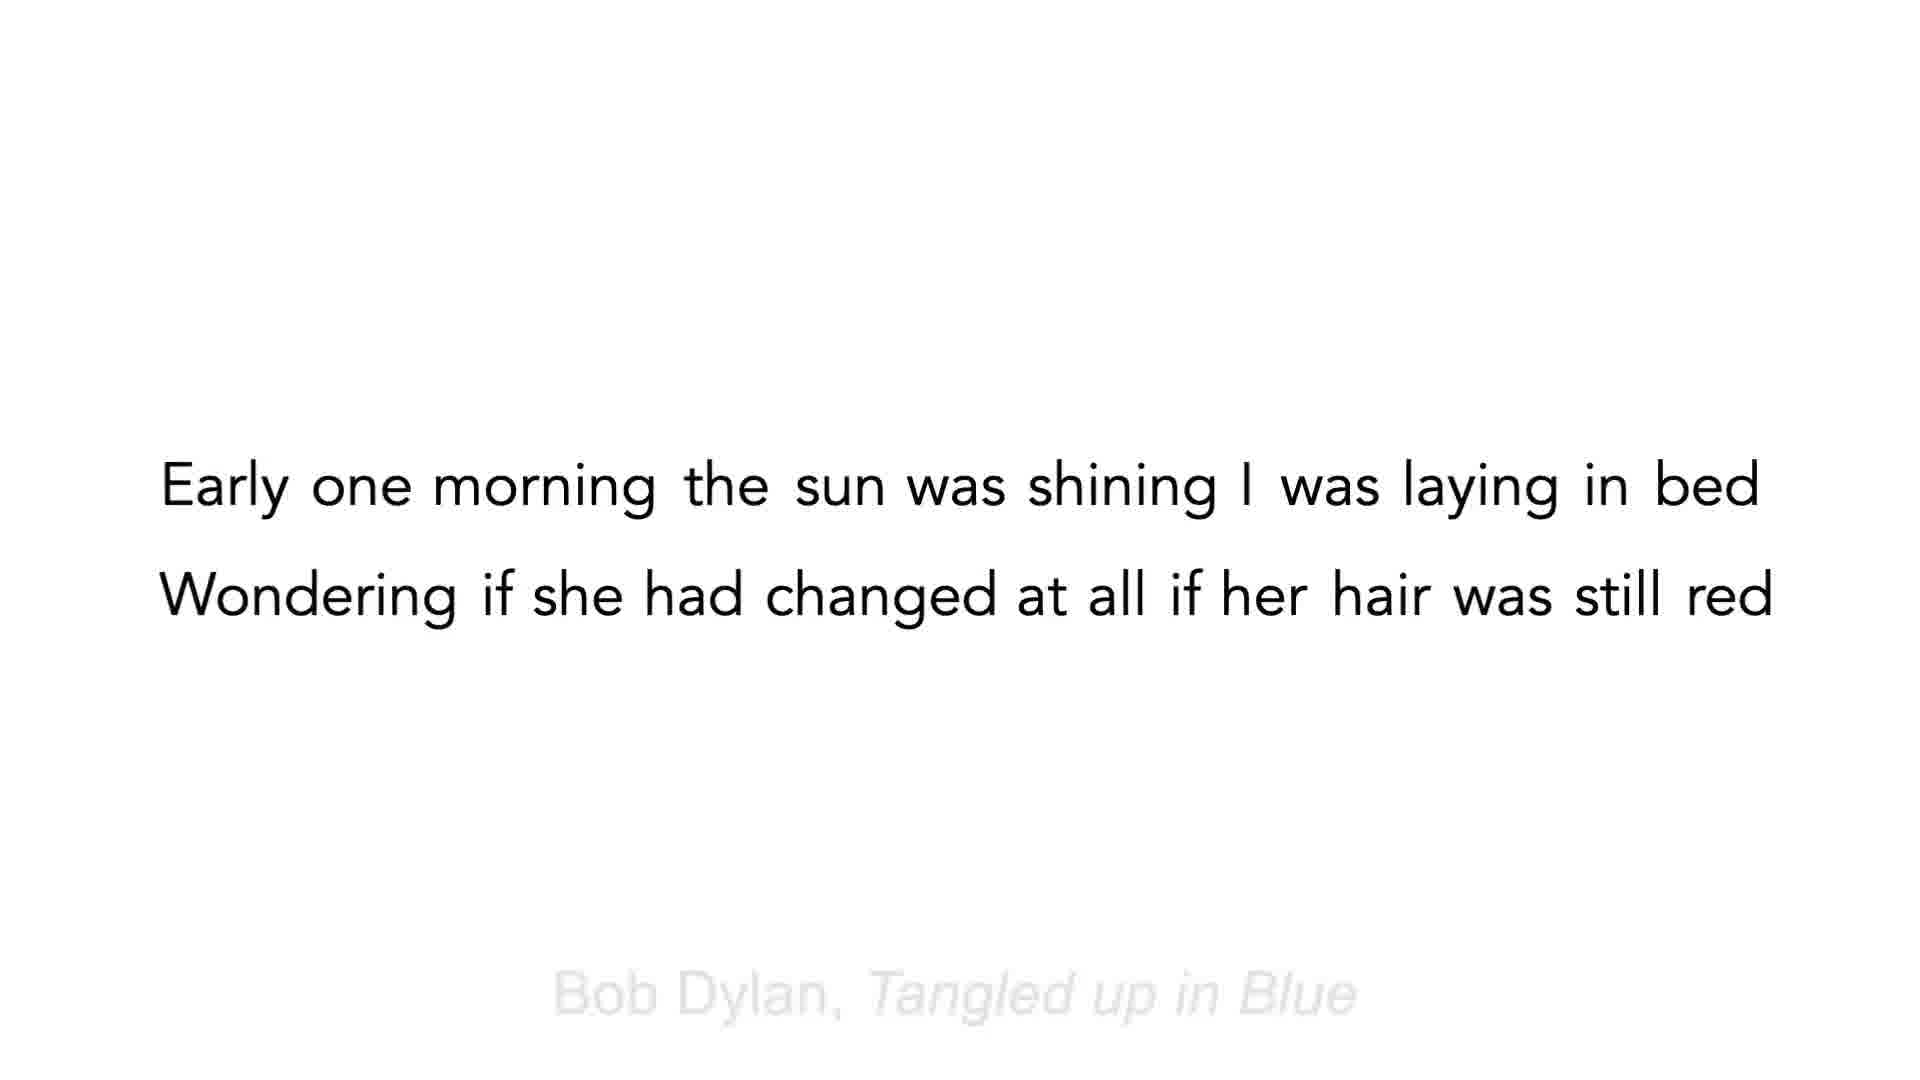 Early one morning the sun was shining I was laying in bed
Wondering if she had changed at all if her hair was still red
Bob Dylan, Tangled up in Blue